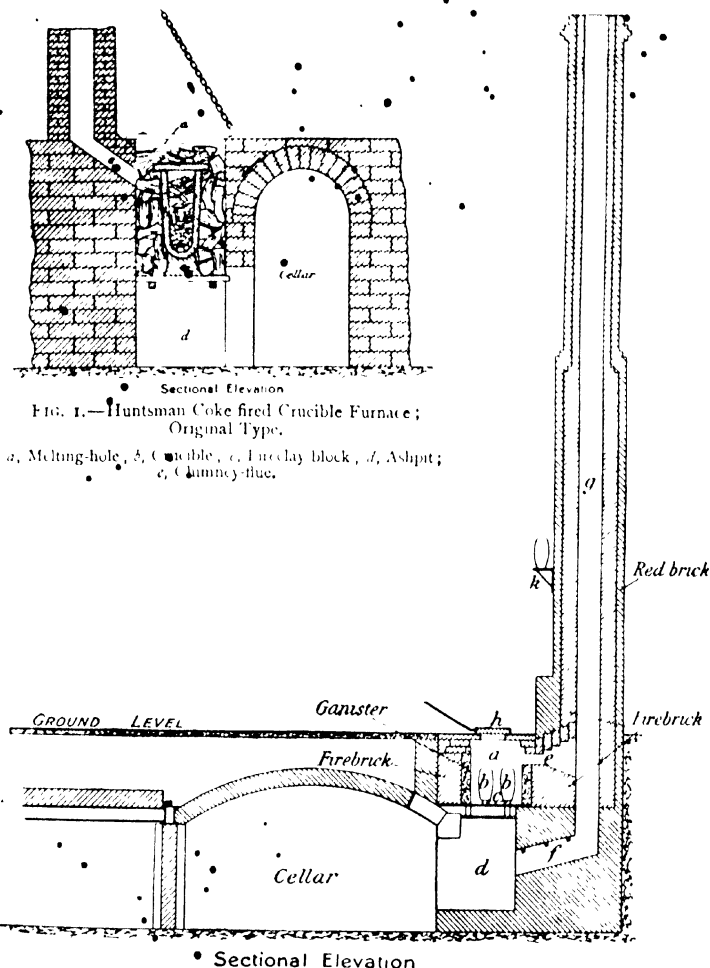 a
Cellar
d
Sectional Elevation
FIG. 1.—Huntsman Coke fired Crucible Furnace;
Original Type.
a, Melting-hole, b, Crucible, c, Fireclay block, d, Ashpit;
e, Chimney-flue.
g
k
Red brick
Ganister
h
GROUND LEVEL
Firebrick
a
e
Firebrick
b b
c
f
Cellar
d
Sectional Elevation